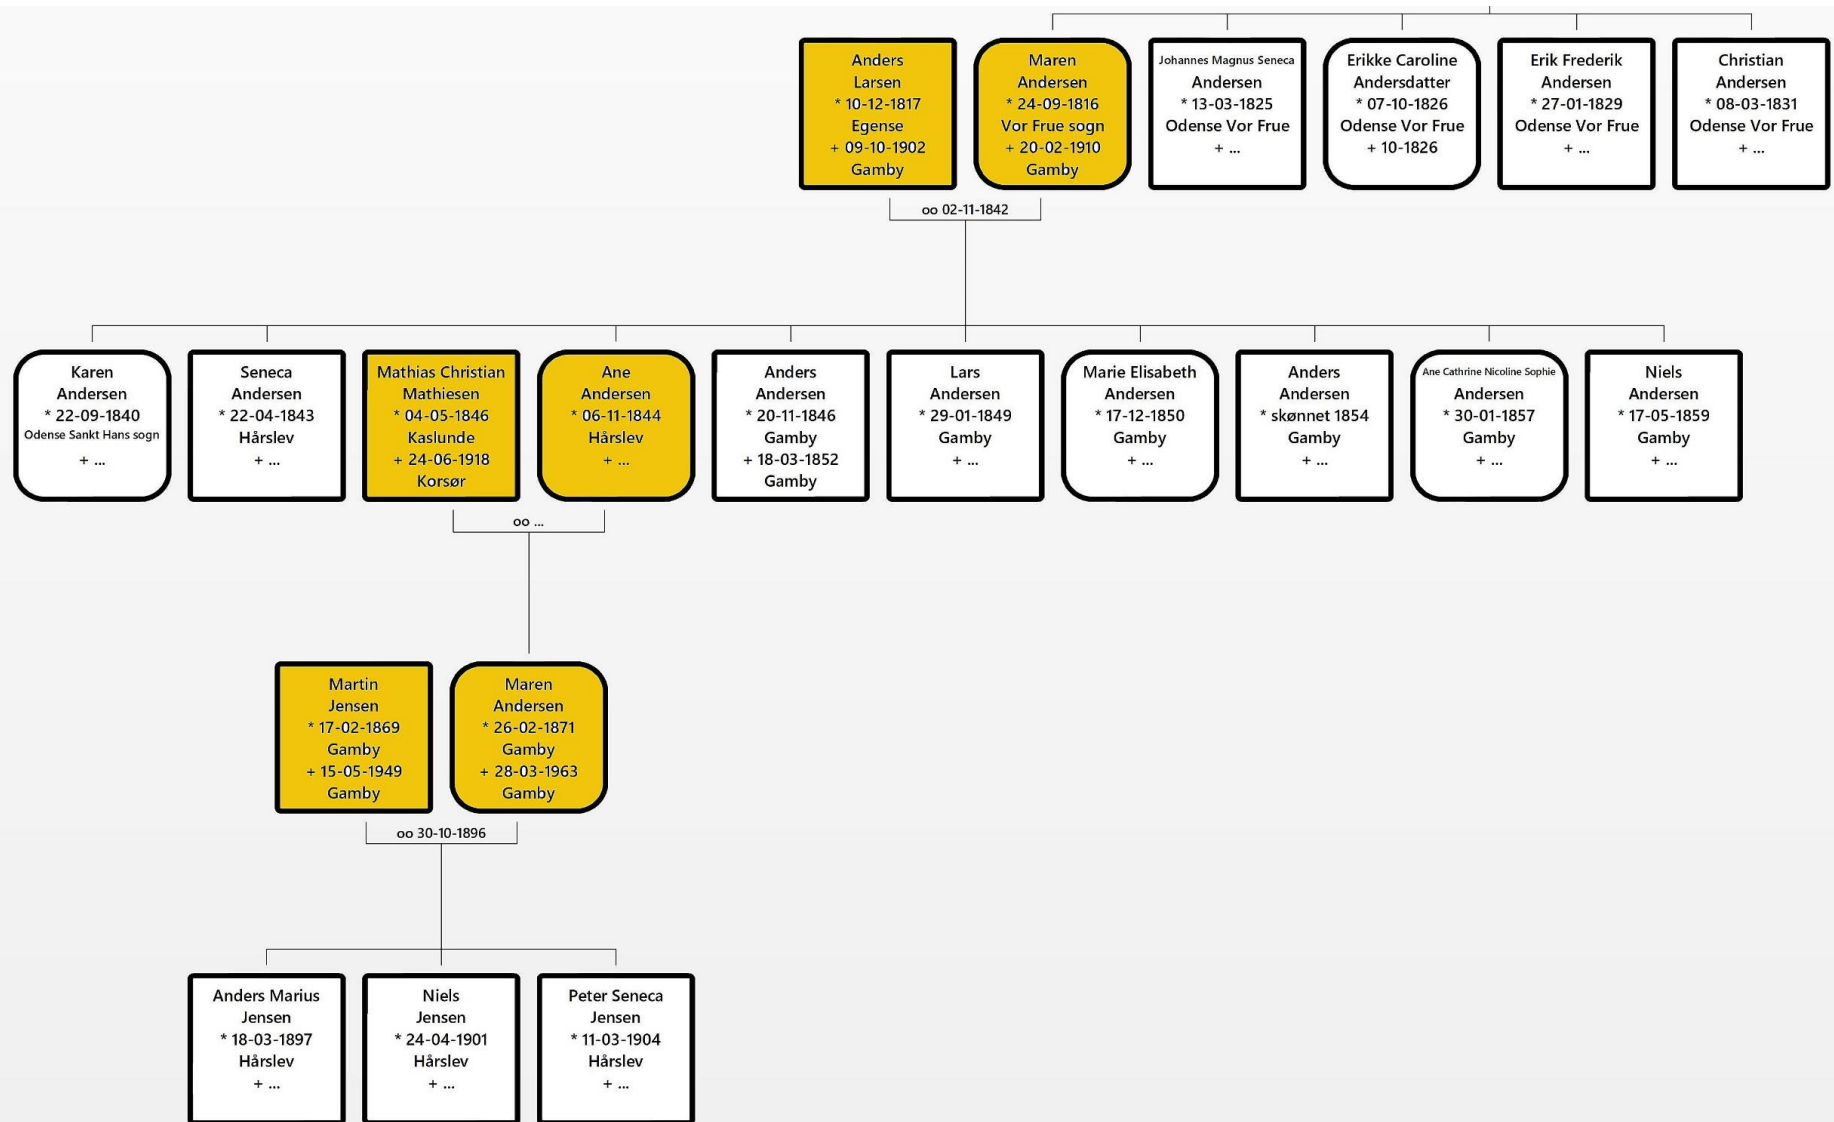 Anders
Larsen
* 10-12-1817
Egense
+ 09-10-1902
Gamby
Maren
Andersen
* 24-09-1816
Vor Frue sogn
+ 20-02-1910
Gamby
Johannes Magnus Seneca
Andersen
* 13-03-1825
Odense Vor Frue
+ ...
Erikke Caroline
Andersdatter
* 07-10-1826
Odense Vor Frue
+ 10-1826
Erik Frederik
Andersen
* 27-01-1829
Odense Vor Frue
+ ...
Christian
Andersen
* 08-03-1831
Odense Vor Frue
+ ...
oo 02-11-1842
Karen
Andersen
* 22-09-1840
Odense Sankt Hans sogn
+ ...
Seneca
Andersen
* 22-04-1843
Hårslev
+ ...
Mathias Christian
Mathiesen
* 04-05-1846
Kaslunde
+ 24-06-1918
Korsør
Ane
Andersen
* 06-11-1844
Hårslev
+ ...
Anders
Andersen
* 20-11-1846
Gamby
+ 18-03-1852
Gamby
Lars
Andersen
* 29-01-1849
Gamby
+ ...
Marie Elisabeth
Andersen
* 17-12-1850
Gamby
+ ...
Anders
Andersen
* skønnet 1854
Gamby
+ ...
Ane Cathrine Nicoline Sophie
Andersen
* 30-01-1857
Gamby
+ ...
Niels
Andersen
* 17-05-1859
Gamby
+ ...
oo ...
Martin
Jensen
* 17-02-1869
Gamby
+ 15-05-1949
Gamby
Maren
Andersen
* 26-02-1871
Gamby
+ 28-03-1963
Gamby
oo 30-10-1896
Anders Marius
Jensen
* 18-03-1897
Hårslev
+ ...
Niels
Jensen
* 24-04-1901
Hårslev
+ ...
Peter Seneca
Jensen
* 11-03-1904
Hårslev
+ ...